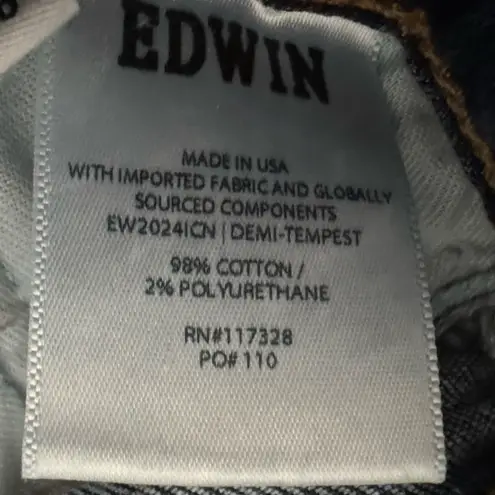 EDWIN
MADE IN USA
WITH IMPORTED FABRIC AND GLOBALLY
SOURCED COMPONENTS
EW2024ICN | DEMI-TEMPEST
98% COTTON /
2% POLYURETHANE
RN#117328
PO# 110